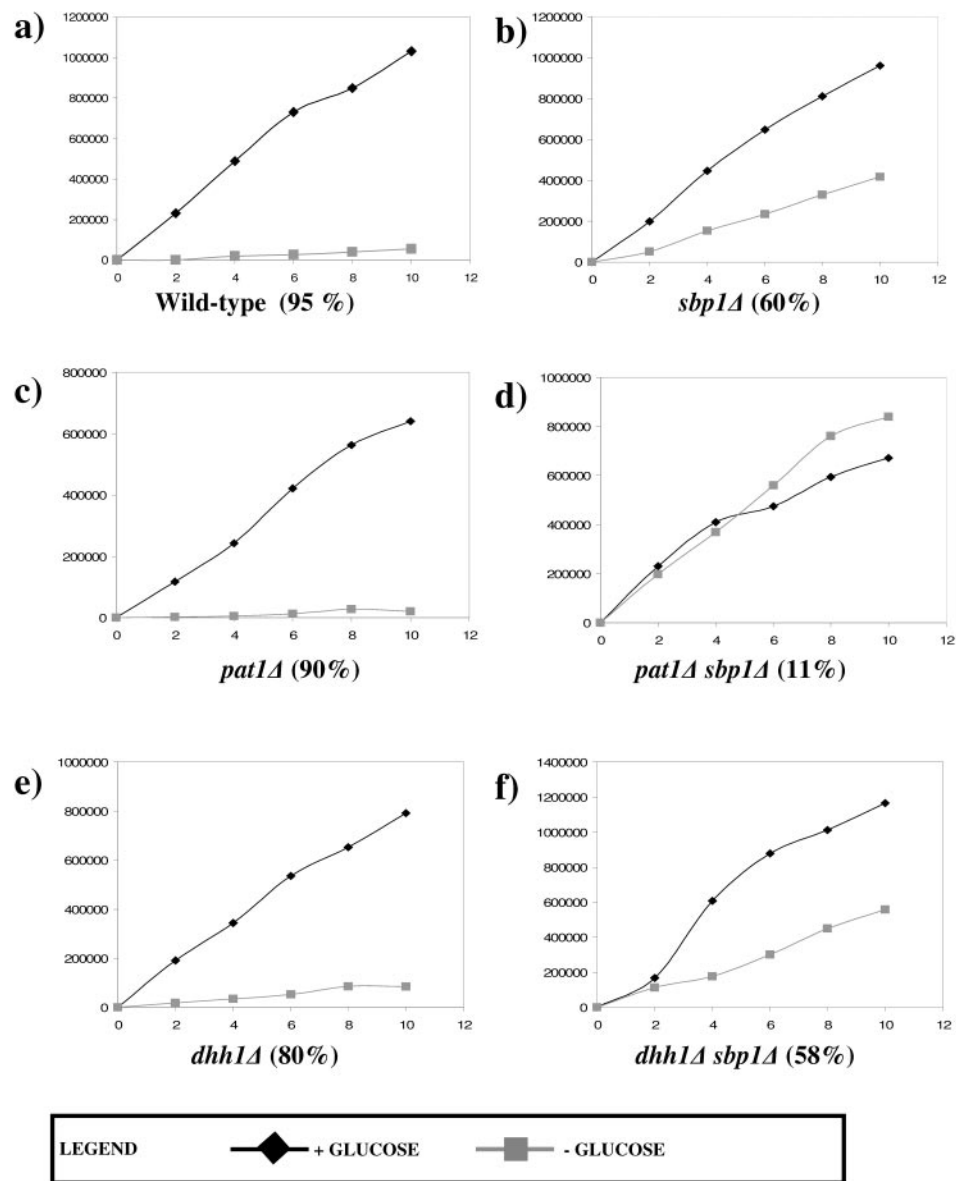 a)
1200000
1000000
800000
600000
400000
200000
0
0 2 4 6 8 10 12
Wild-type (95 %)
b)
1200000
1000000
800000
600000
400000
200000
0
0 2 4 6 8 10 12
sbp1Δ (60%)
c)
800000
600000
400000
200000
0
0 2 4 6 8 10 12
pat1Δ (90%)
d)
1000000
800000
600000
400000
200000
0
0 2 4 6 8 10 12
pat1Δ sbp1Δ (11%)
e)
1000000
800000
600000
400000
200000
0
0 2 4 6 8 10 12
dhh1Δ (80%)
f)
1400000
1200000
1000000
800000
600000
400000
200000
0
0 2 4 6 8 10 12
dhh1Δ sbp1Δ (58%)
LEGEND + GLUCOSE - GLUCOSE